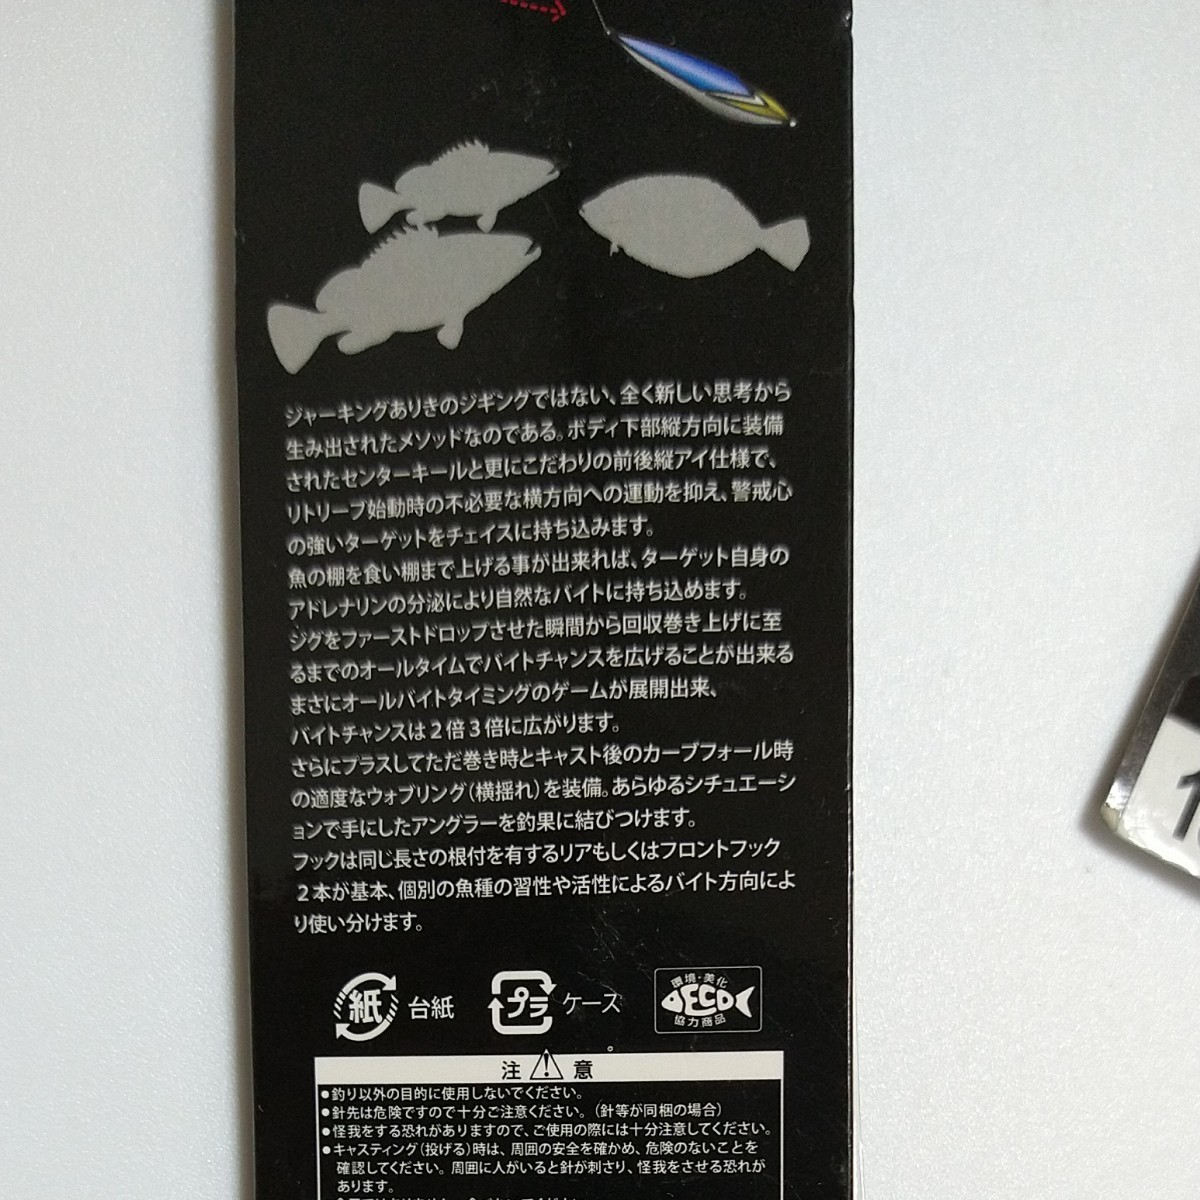 ジャーキングありきのジギングではない、全く新しい思考から
生み出されたメソッドなのである。ボディ下部縦方向に装備
されたセンターキールと更にこだわりの前後縦アイ仕様で、
リトリーブ始動時の不必要な横方向への運動を抑え、警戒心
の強いターゲットをチェイスに持ち込みます。
魚の棚を食い棚まで上げる事が出来れば、ターゲット自身の
アドレナリンの分泌により自然なバイトに持ち込めます。
ジグをファーストドロップさせた瞬間から回収巻き上げに至
るまでのオールタイムでバイトチャンスを広げることが出来る
まさにオールバイトタイミングのゲームが展開出来、
バイトチャンスは２倍３倍に広がります。
さらにプラスしてただ巻き時とキャスト後のカーブフォール時
の適度なウォブリング(横揺れ)を装備。あらゆるシチュエーシ
ョンで手にしたアングラーを釣果に結びつけます。
フックは同じ長さの根付を有するリアもしくはフロントフック
２本が基本、個別の魚種の習性や活性によるバイト方向によ
り使い分けます。
紙 台紙 プラ ケース
環境・美化
ECO
協力商品
注 意
●釣り以外の目的に使用しないでください。
●針先は危険ですので十分ご注意ください。(針等が同梱の場合)
●怪我をする恐れがありますので、ご使用の際には十分注意してください。
●キャスティング(投げる)時は、周囲の安全を確かめ、危険のないことを
確認してください。周囲に人がいると針が刺さり、怪我をさせる恐れが
あります。